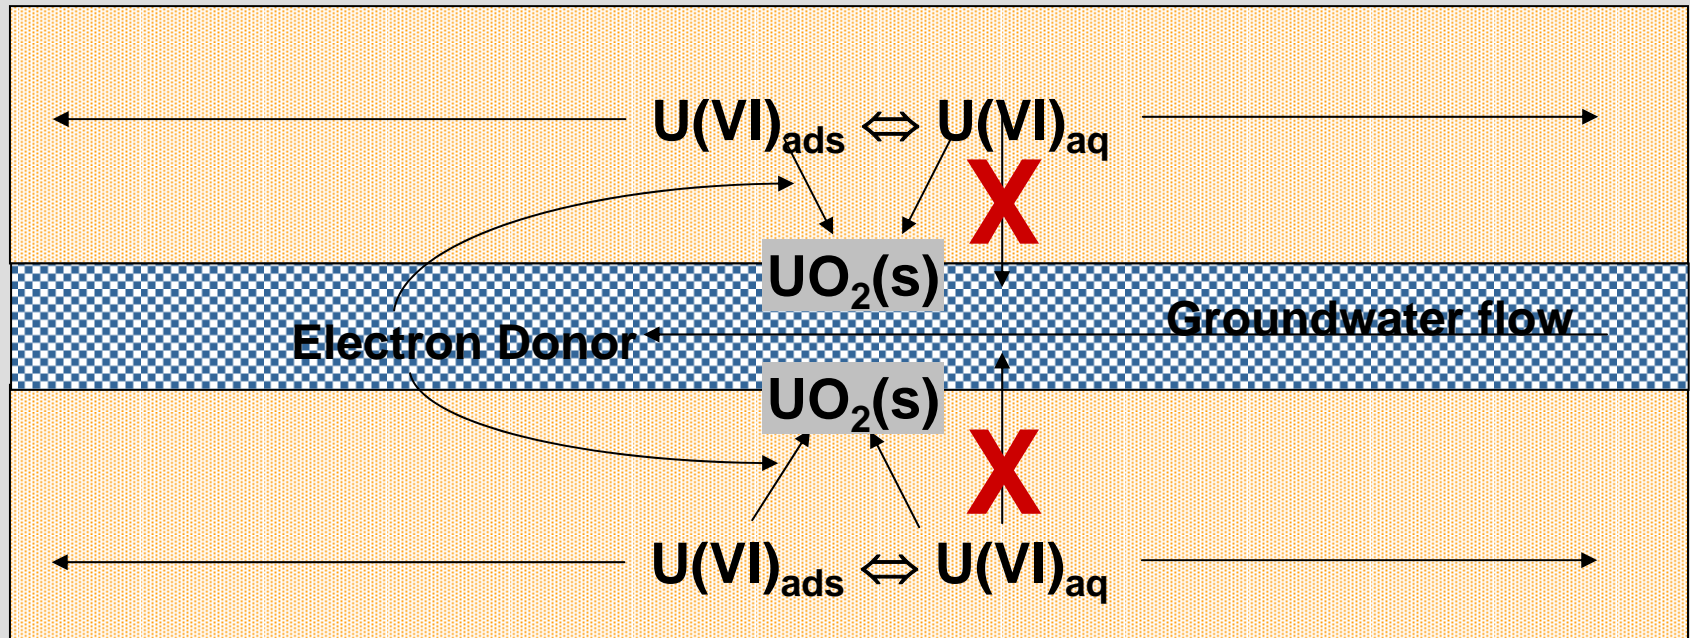 U(VI)ads ⇔ U(VI)aq
X
UO2(s)
Groundwater flow
Electron Donor
UO2(s)
X
U(VI)ads ⇔ U(VI)aq